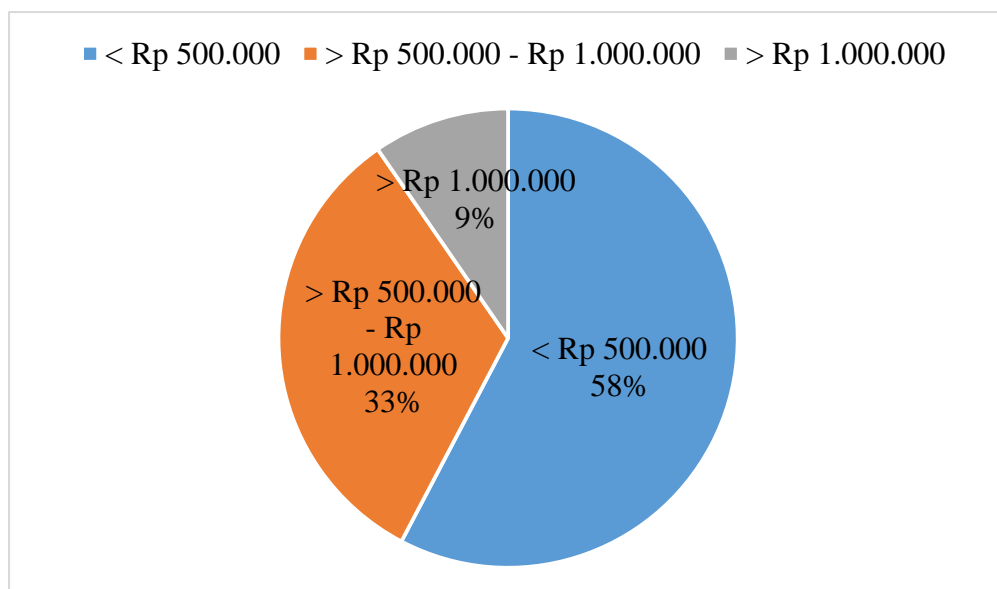 < Rp 500.000 > Rp 500.000 - Rp 1.000.000 > Rp 1.000.000
> Rp 1.000.000
9%
> Rp 500.000
- Rp
1.000.000
33%
< Rp 500.000
58%